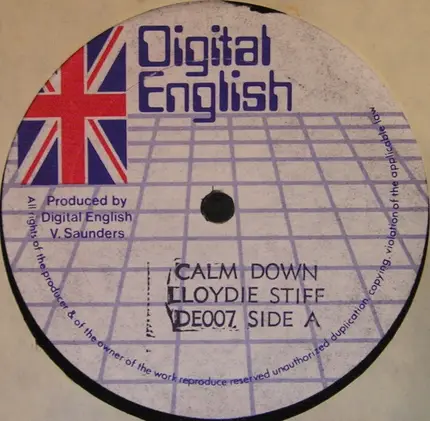 Digital
English
Produced by
Digital English
V. Saunders
CALM DOWN
LLOYDIE STIFF
DE007 SIDE A
All rights of the producer & of the owner of the work reproduce reserved unauthorized duplication, copying, violation of the applicable law